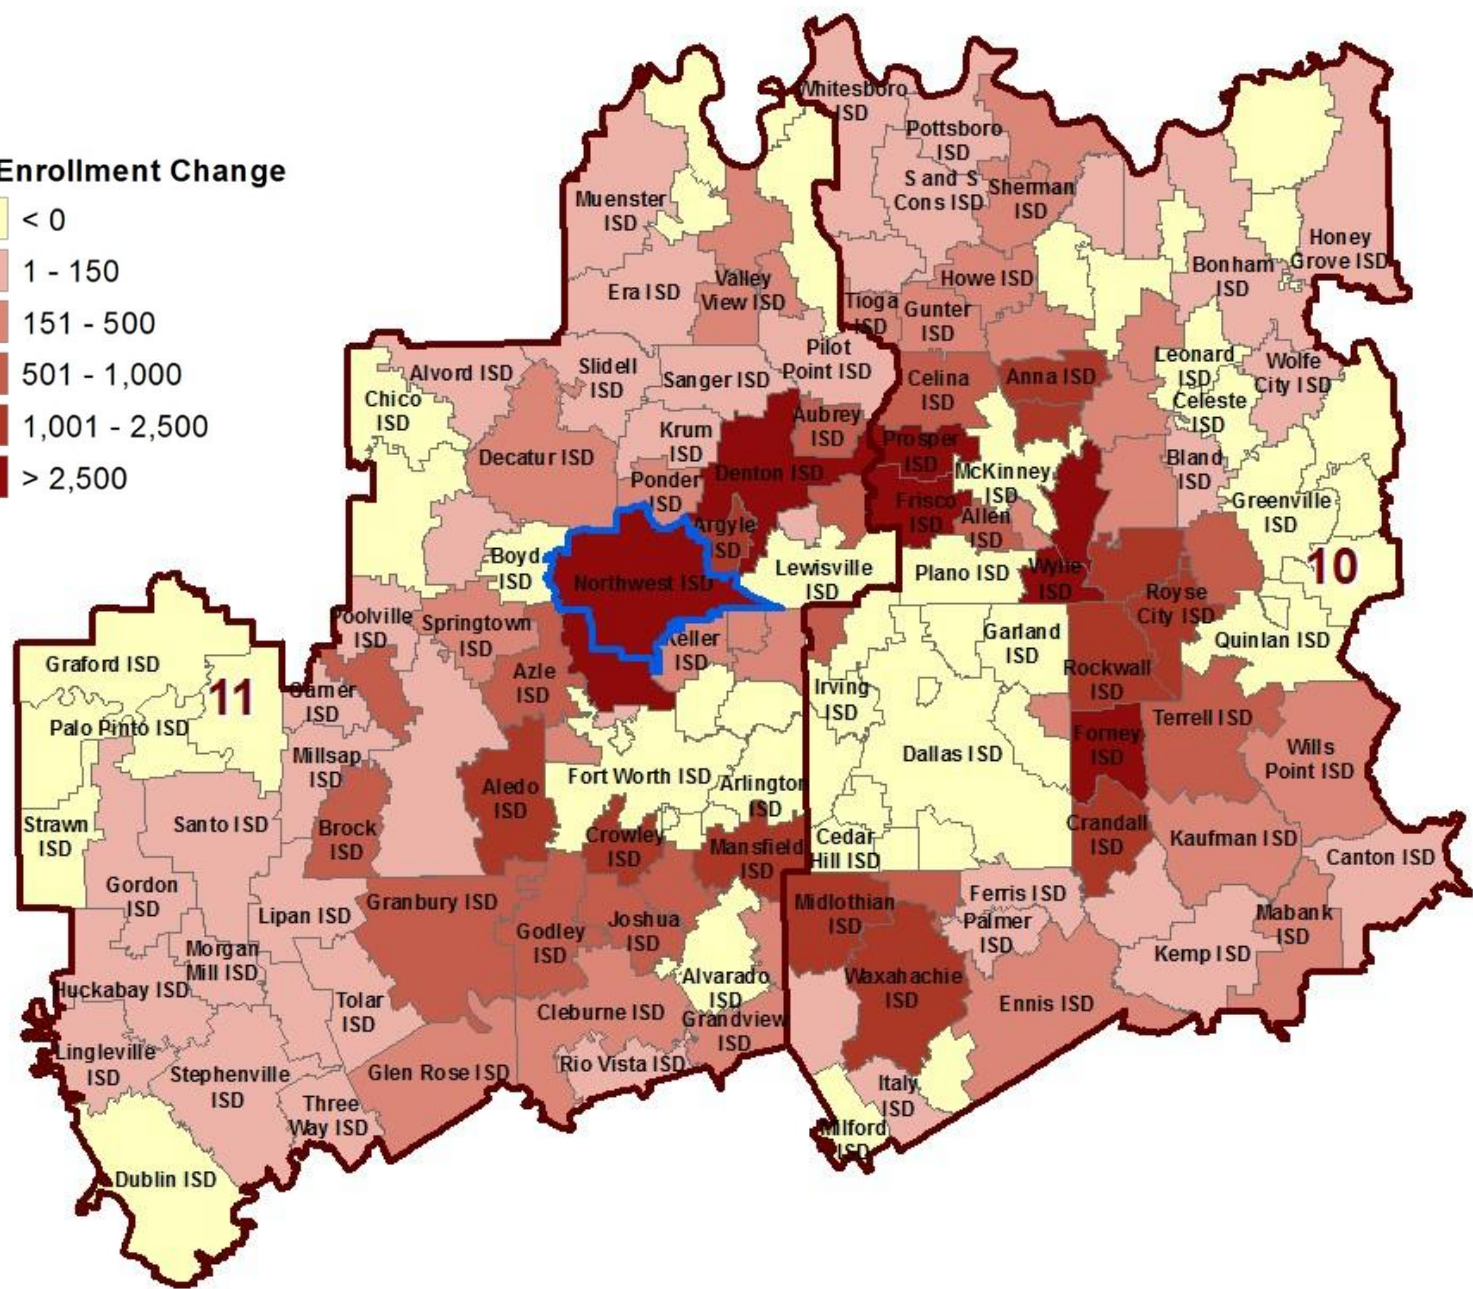 Enrollment Change
< 0
1 - 150
151 - 500
501 - 1,000
1,001 - 2,500
> 2,500
Whitesboro
ISD
Pottsboro
ISD
S and S
Cons ISD
Sherman
ISD
Muenster
ISD
Honey
Grove ISD
Bonham
ISD
Era ISD
Valley
View ISD
Howe ISD
Tioga
ISD
Gunter
ISD
Pilot
Point ISD
Leonard
ISD
Wolfe
City ISD
Alvord ISD
Slidell
ISD
Sanger ISD
Celina
ISD
Anna ISD
Chico
ISD
Celeste
ISD
Aubrey
ISD
Krum
ISD
Prosper
ISD
Decatur ISD
Denton ISD
McKinney
ISD
Bland
ISD
Ponder
ISD
Frisco
ISD
Greenville
ISD
Argyle
ISD
Allen
ISD
Boyd
ISD
Northwest ISD
Lewisville
ISD
Plano ISD
Wylie
ISD
10
Royse
City ISD
Poolville
ISD
Springtown
ISD
Keller
ISD
Garland
ISD
Quinlan ISD
Graford ISD
11
Azle
ISD
Rockwall
ISD
Garner
ISD
Irving
ISD
Palo Pinto ISD
Terrell ISD
Millsap
ISD
Fort Worth ISD
Arlington
ISD
Dallas ISD
Forney
ISD
Wills
Point ISD
Aledo
ISD
Strawn
ISD
Santo ISD
Brock
ISD
Crowley
ISD
Mansfield
ISD
Cedar
Hill ISD
Crandall
ISD
Kaufman ISD
Canton ISD
Gordon
ISD
Lipan ISD
Granbury ISD
Godley
ISD
Joshua
ISD
Midlothian
ISD
Ferris ISD
Palmer
ISD
Mabank
ISD
Morgan
Mill ISD
Kemp ISD
Huckabay ISD
Tolar
ISD
Alvarado
ISD
Waxahachie
ISD
Ennis ISD
Cleburne ISD
Grandview
ISD
Lingleville
ISD
Stephenville
ISD
Glen Rose ISD
Rio Vista ISD
Three
Way ISD
Italy
ISD
Milford
ISD
Dublin ISD